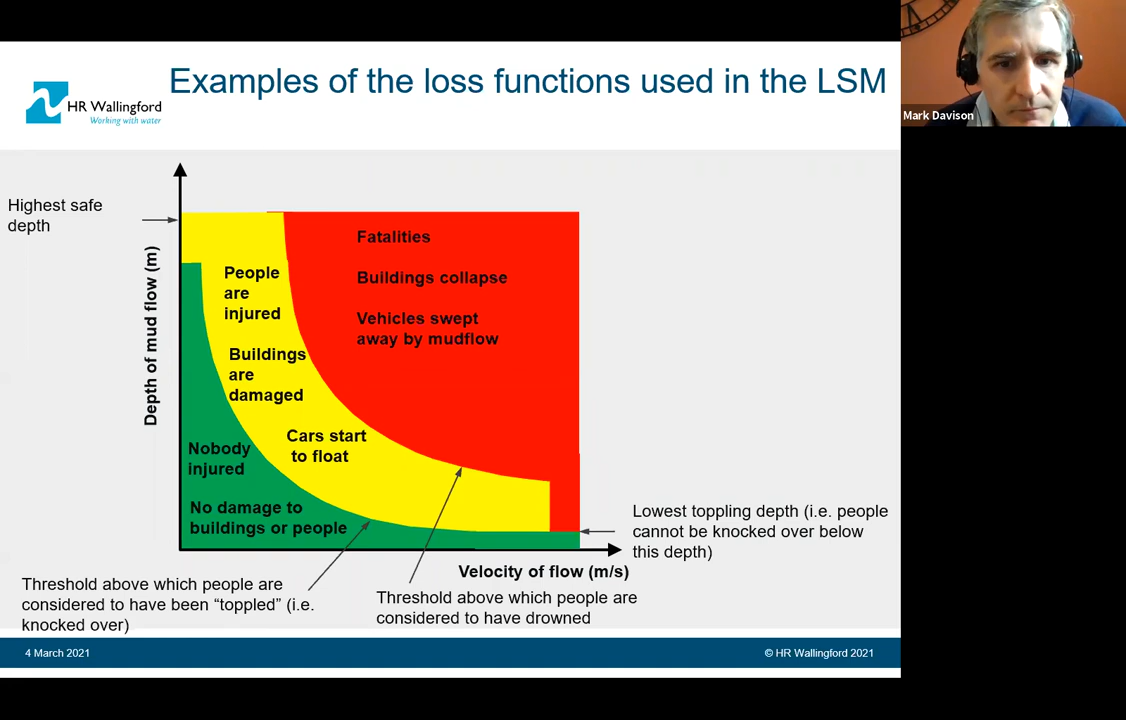 Examples of the loss functions used in the LSM
HR Wallingford
Working with water
Mark Davison
Highest safe
depth
Depth of mud flow (m)
Fatalities
Buildings collapse
Vehicles swept
away by mudflow
People
are
injured
Buildings
are
damaged
Cars start
to float
Nobody
injured
No damage to
buildings or people
Lowest toppling depth (i.e. people
cannot be knocked over below
this depth)
Velocity of flow (m/s)
Threshold above which people are
considered to have been “toppled” (i.e.
knocked over)
Threshold above which people are
considered to have drowned
4 March 2021
© HR Wallingford 2021